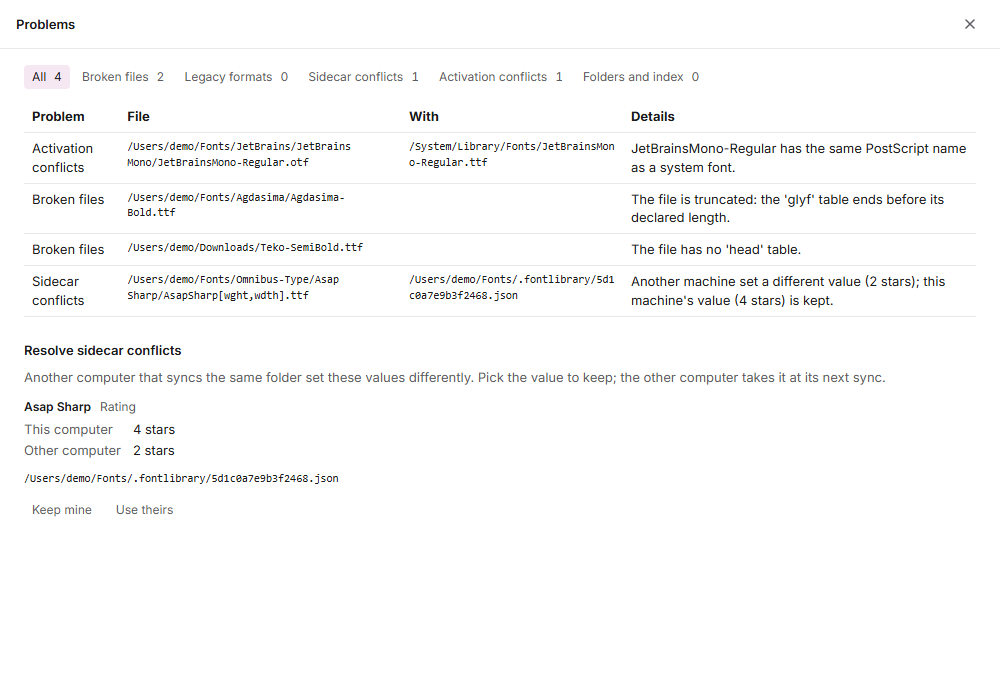 Problems
All 4 Broken files 2 Legacy formats 0 Sidecar conflicts 1 Activation conflicts 1 Folders and index 0
Problem File With Details
Activation conflicts
/Users/demo/Fonts/JetBrains/JetBrains
Mono/JetBrainsMono-Regular.otf
/System/Library/Fonts/JetBrainsMon
o-Regular.ttf
JetBrainsMono-Regular has the same PostScript name
as a system font.
Broken files
/Users/demo/Fonts/Agdasima/Agdasima-
Bold.ttf
The file is truncated: the 'glyf' table ends before its
declared length.
Broken files
/Users/demo/Downloads/Teko-SemiBold.ttf
The file has no 'head' table.
Sidecar
conflicts
/Users/demo/Fonts/Omnibus-Type/Asap
Sharp/AsapSharp[wght,wdth].ttf
/Users/demo/Fonts/.fontlibrary/5d1
c0a7e9b3f2468.json
Another machine set a different value (2 stars); this
machine's value (4 stars) is kept.
Resolve sidecar conflicts
Another computer that syncs the same folder set these values differently. Pick the value to keep; the other computer takes it at its next sync.
Asap Sharp Rating
This computer 4 stars
Other computer 2 stars
/Users/demo/Fonts/.fontlibrary/5d1c0a7e9b3f2468.json
Keep mine Use theirs